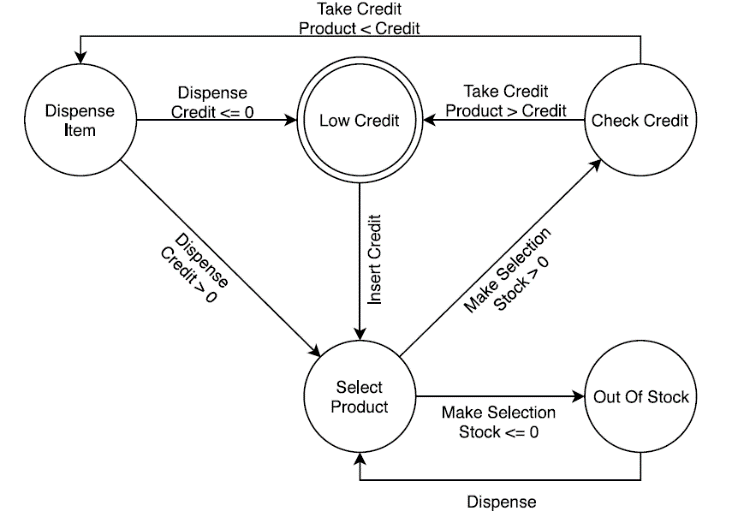 Take Credit
Product < Credit
Dispense
Item
Dispense
Credit <= 0
Low Credit
Take Credit
Product > Credit
Check Credit
Dispense
Credit > 0
Insert Credit
Make Selection
Stock > 0
Select
Product
Make Selection
Stock <= 0
Out Of Stock
Dispense